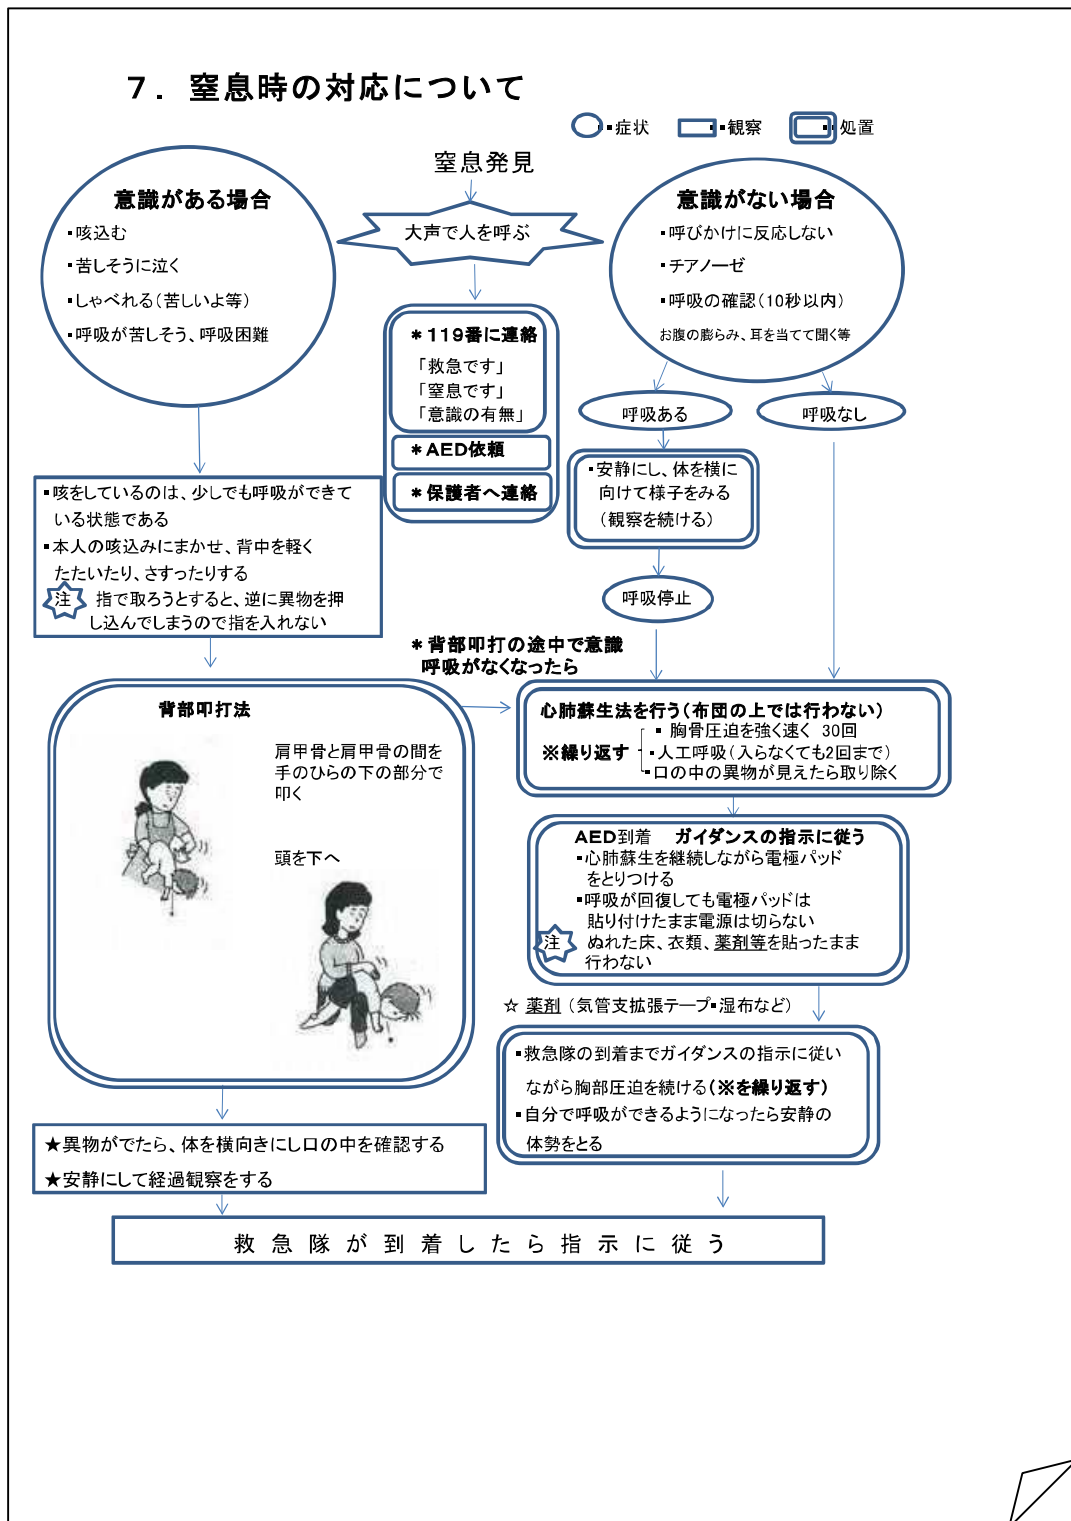 ７．窒息時の対応について
・・症状
・・観察
・・処置
窒息発見
大声で人を呼ぶ
意識がある場合
・咳込む
・苦しそうに泣く
・しゃべれる（苦しいよ等）
・呼吸が苦しそう、呼吸困難
意識がない場合
・呼びかけに反応しない
・チアノーゼ
・呼吸の確認（10秒以内）
お腹の膨らみ、耳を当てて聞く等
＊119番に連絡
「救急です」
「窒息です」
「意識の有無」
＊AED依頼
＊保護者へ連絡
呼吸ある
呼吸なし
・安静にし、体を横に
向けて様子をみる
（観察を続ける）
呼吸停止
・咳をしているのは、少しでも呼吸ができて
いる状態である
・本人の咳込みにまかせ、背中を軽く
たたいたり、さすったりする
注 指で取ろうとすると、逆に異物を押
し込んでしまうので指を入れない
＊背部叩打の途中で意識
呼吸がなくなったら
背部叩打法
肩甲骨と肩甲骨の間を
手のひらの下の部分で
叩く
頭を下へ
心肺蘇生法を行う（布団の上では行わない）
・ 胸骨圧迫を強く速く 30回
※繰り返す ・人工呼吸（入らなくても2回まで）
・口の中の異物が見えたら取り除く
AED到着 ガイダンスの指示に従う
・心肺蘇生を継続しながら電極パッド
をとりつける
・呼吸が回復しても電極パッドは
貼り付けたまま電源は切らない
注 ぬれた床、衣類、薬剤等を貼ったまま
行わない
☆ 薬剤（気管支拡張テープ・湿布など）
・救急隊の到着までガイダンスの指示に従い
ながら胸部圧迫を続ける（※を繰り返す）
・自分で呼吸ができるようになったら安静の
体勢をとる
★異物がでたら、体を横向きにし口の中を確認する
★安静にして経過観察をする
救急隊が到着したら指示に従う